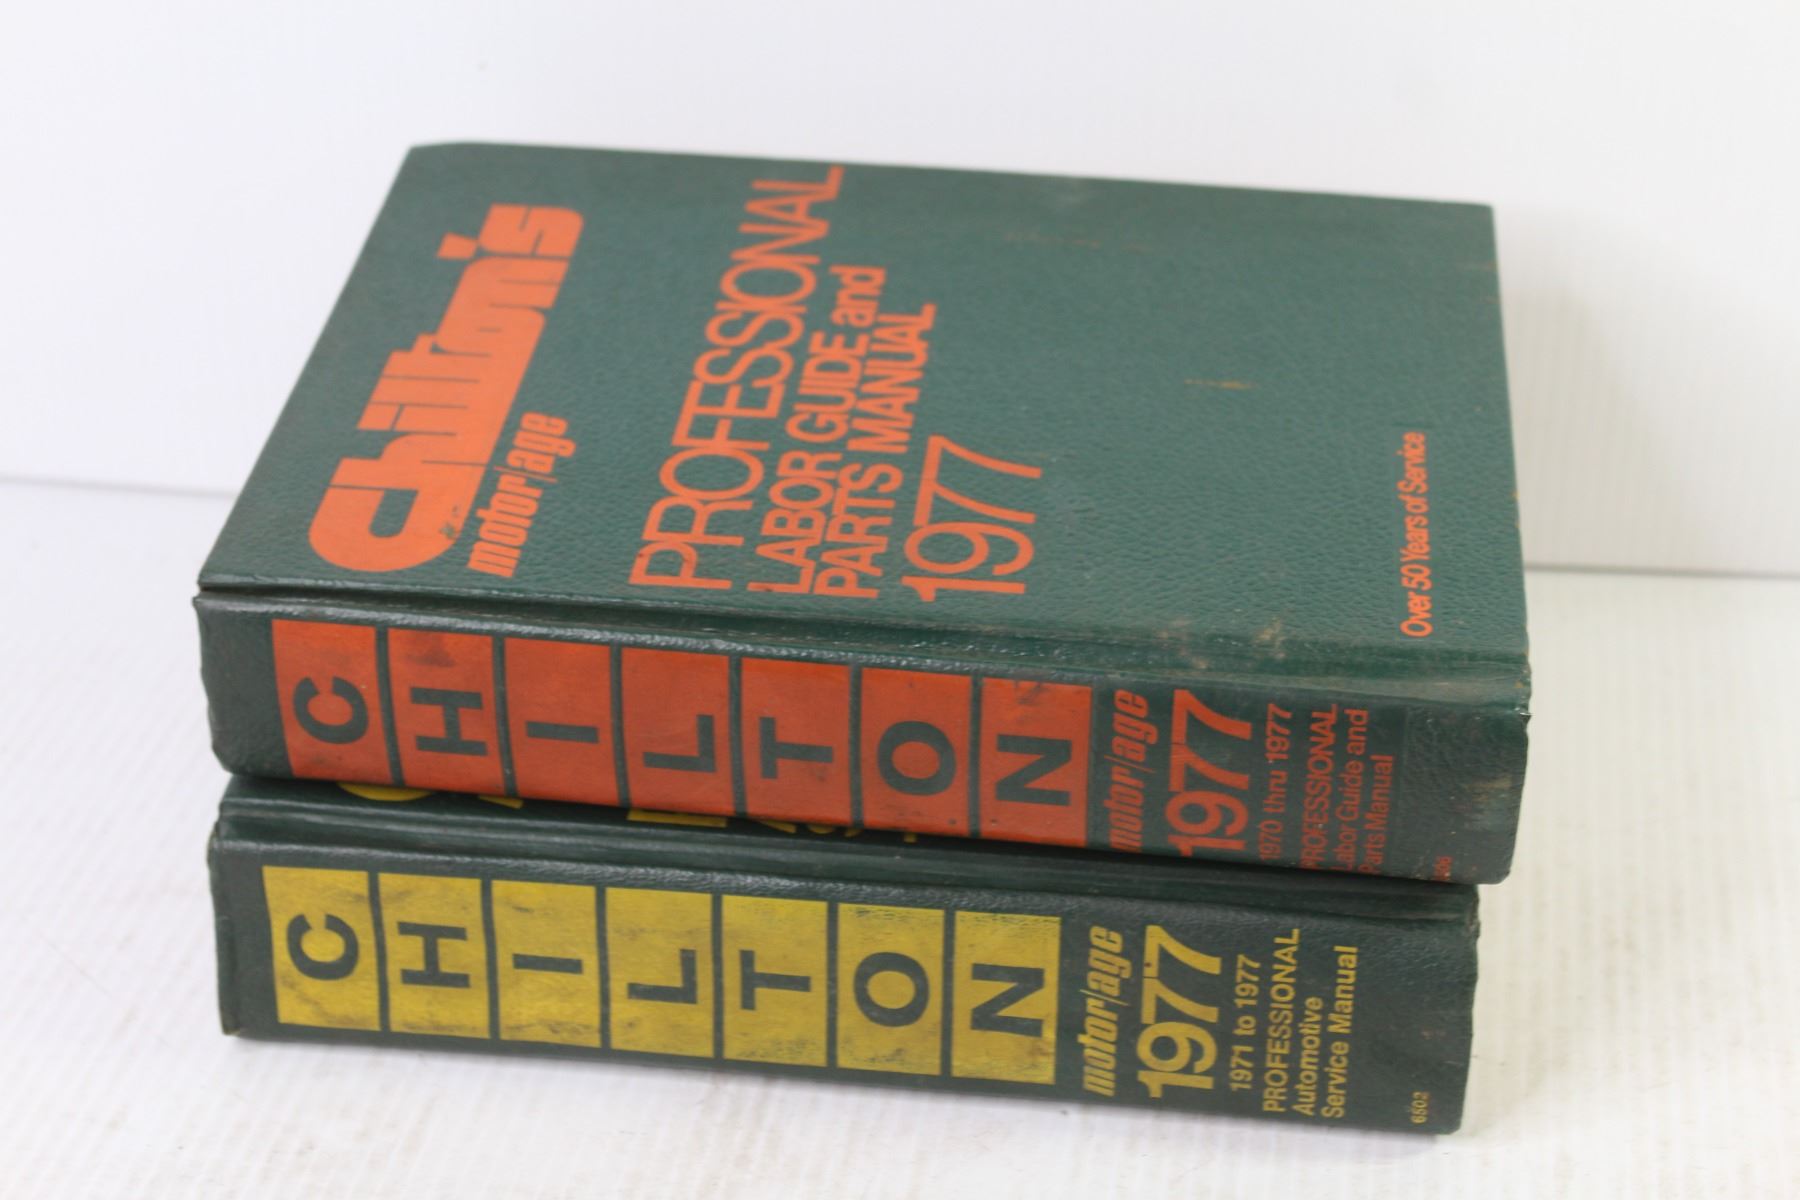 Chilton's
motor/age
PROFESSIONAL
LABOR GUIDE and
PARTS MANUAL
1977
Over 50 Years of Service
CHILTON
motor/age
1977
1970 thru 1977
PROFESSIONAL
Labor Guide and
Parts Manual
CHILTON
motor/age
1977
1971 to 1977
PROFESSIONAL
Automotive
Service Manual
6502